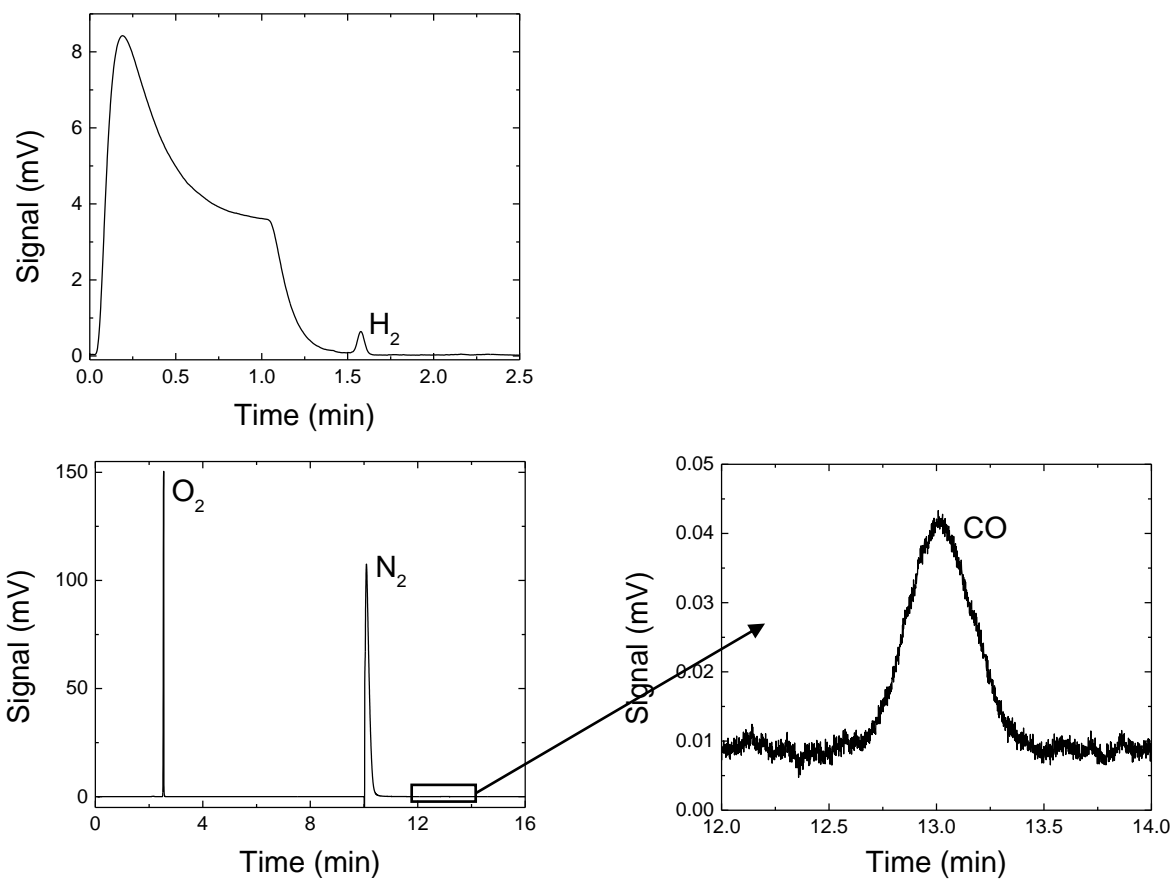 Signal (mV)
8
6
4
2
0
H₂
0.0 0.5 1.0 1.5 2.0 2.5
Time (min)
Signal (mV)
150
100
50
0
O₂
N₂
0 4 8 12 16
Time (min)
Signal (mV)
0.05
0.04
0.03
0.02
0.01
0.00
CO
12.0 12.5 13.0 13.5 14.0
Time (min)